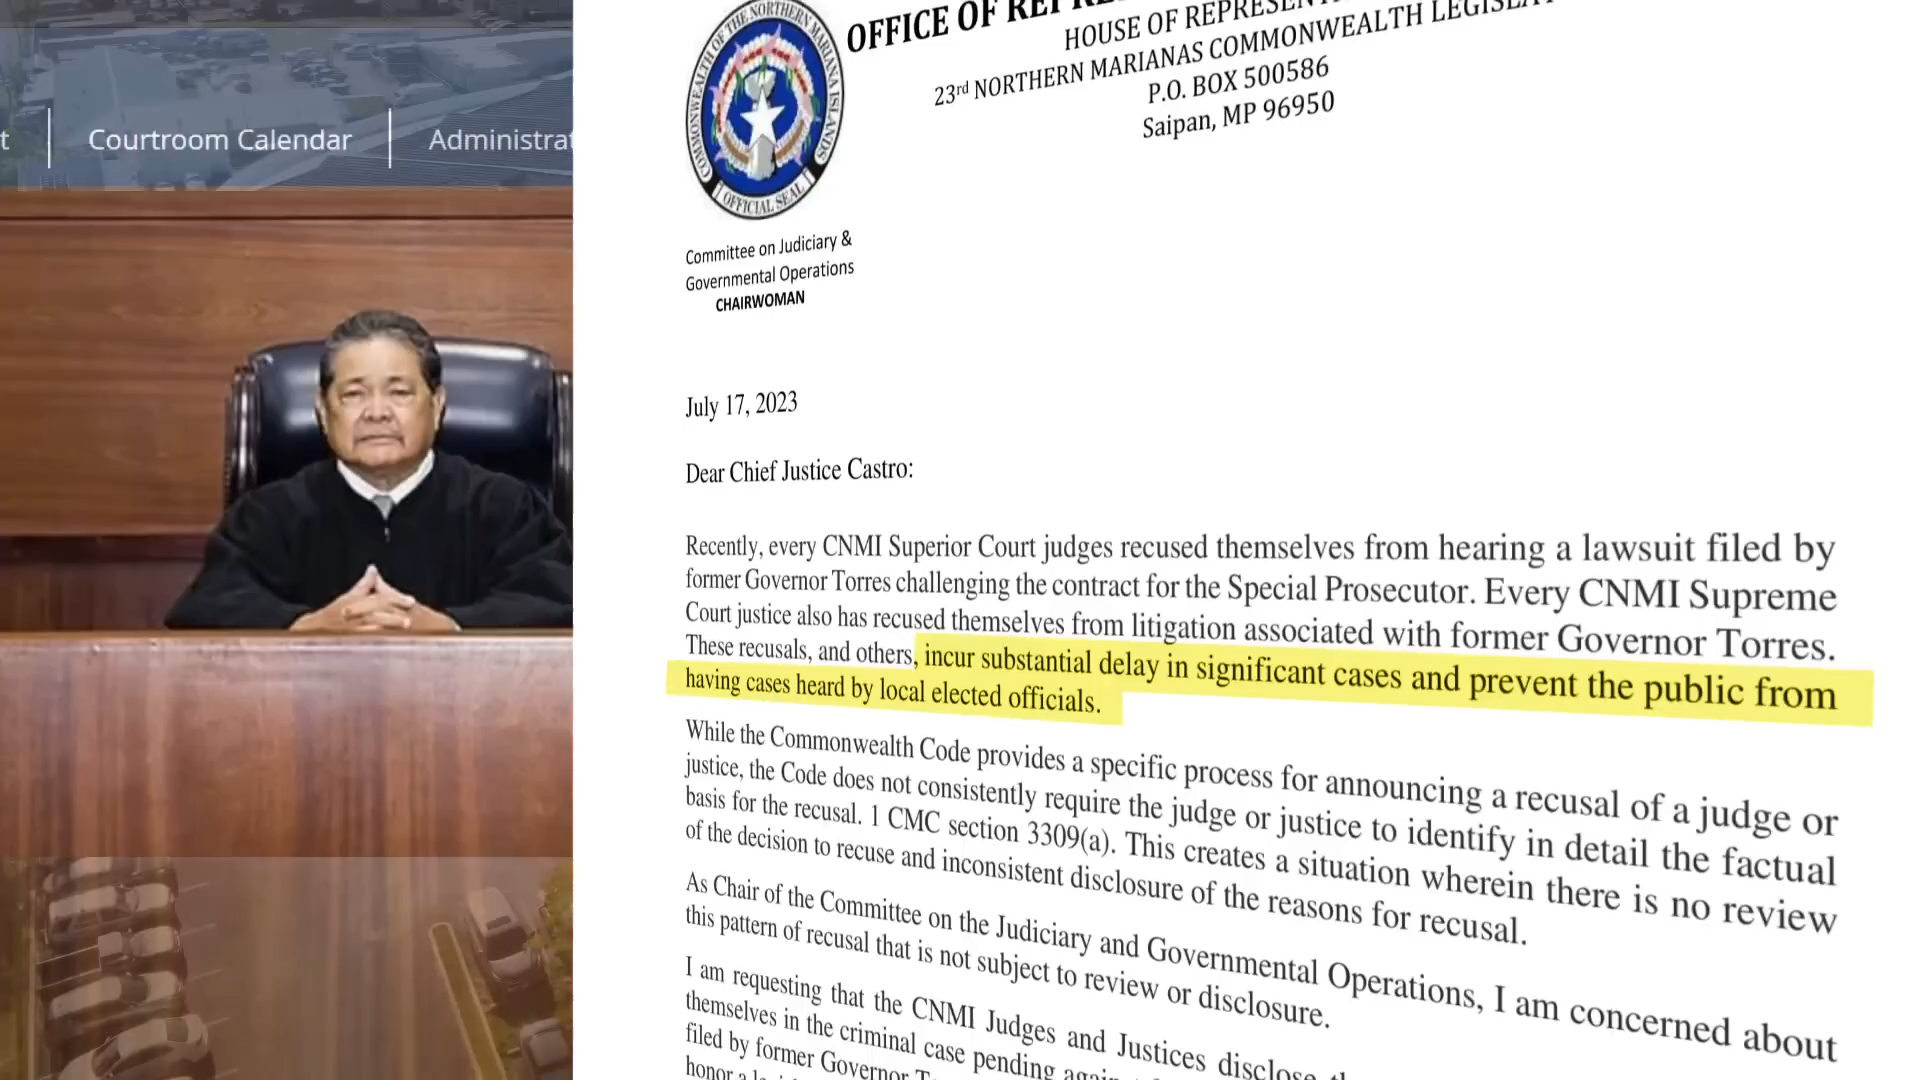 Courtroom Calendar
COMMONWEALTH OF THE NORTHERN MARIANA ISLANDS
OFFICIAL SEAL
OFFICE OF
HOUSE OF
23rd NORTHERN MARIANAS COMMONWEALTH
P.O. BOX 500586
Saipan, MP 96950
Committee on Judiciary &
Governmental Operations
CHAIRWOMAN
July 17, 2023
Dear Chief Justice Castro:
Recently, every CNMI Superior Court judges recused themselves from hearing a lawsuit filed by
former Governor Torres challenging the contract for the Special Prosecutor. Every CNMI Supreme
Court justice also has recused themselves from litigation associated with former Governor Torres.
These recusals, and others, incur substantial delay in significant cases and prevent the public from
having cases heard by local elected officials.
While the Commonwealth Code provides a specific process for announcing a recusal of a judge or
justice, the Code does not consistently require the judge or justice to identify in detail the factual
basis for the recusal. 1 CMC section 3309(a). This creates a situation wherein there is no review
of the decision to recuse and inconsistent disclosure of the reasons for recusal.
As Chair of the Committee on the Judiciary and Governmental Operations, I am concerned about
this pattern of recusal that is not subject to review or disclosure.
I am requesting that the CNMI Judges and Justices disclose
themselves in the criminal case pending
filed by former Governor
honor a